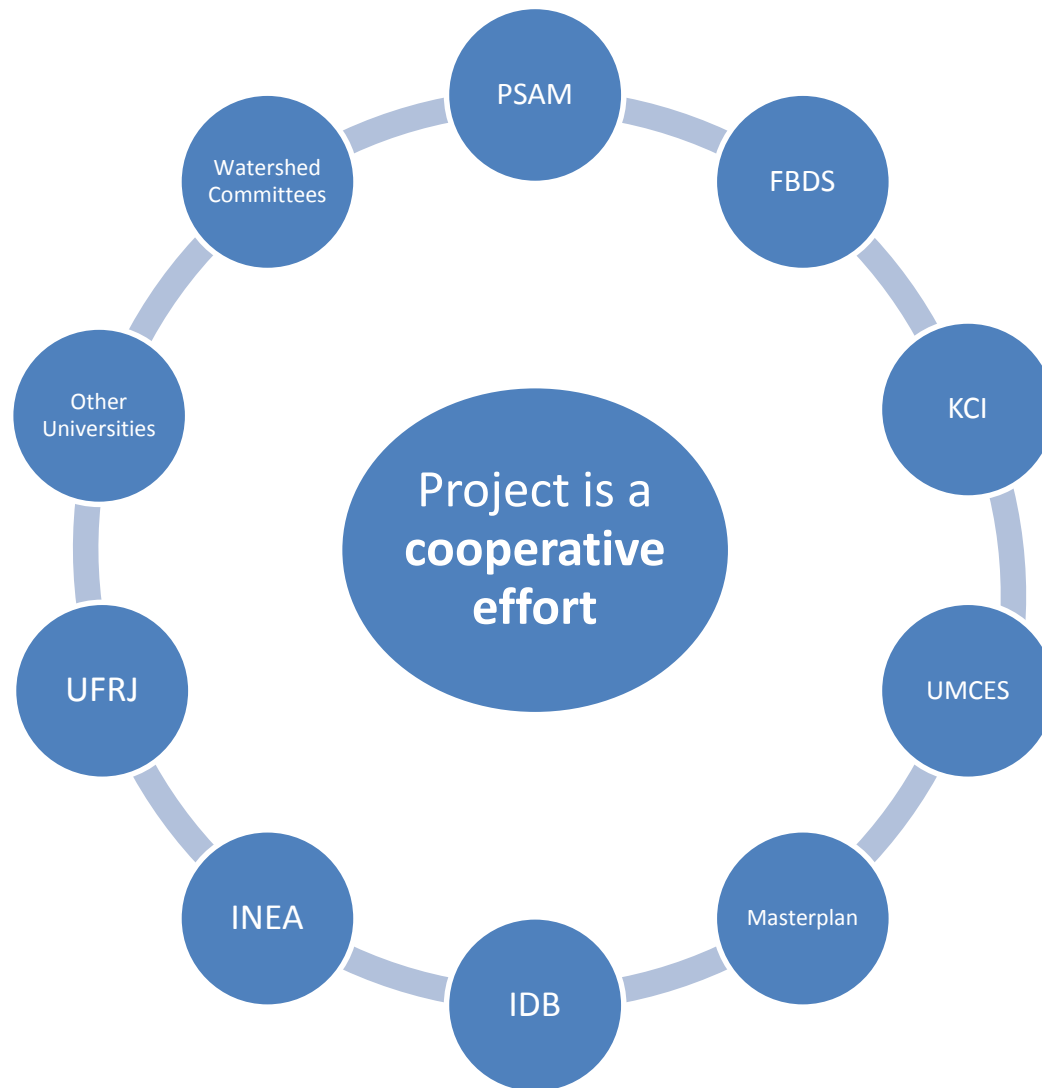 PSAM
FBDS
KCI
UMCES
Masterplan
IDB
INEA
UFRJ
Other
Universities
Watershed
Committees
Project is a
cooperative
effort